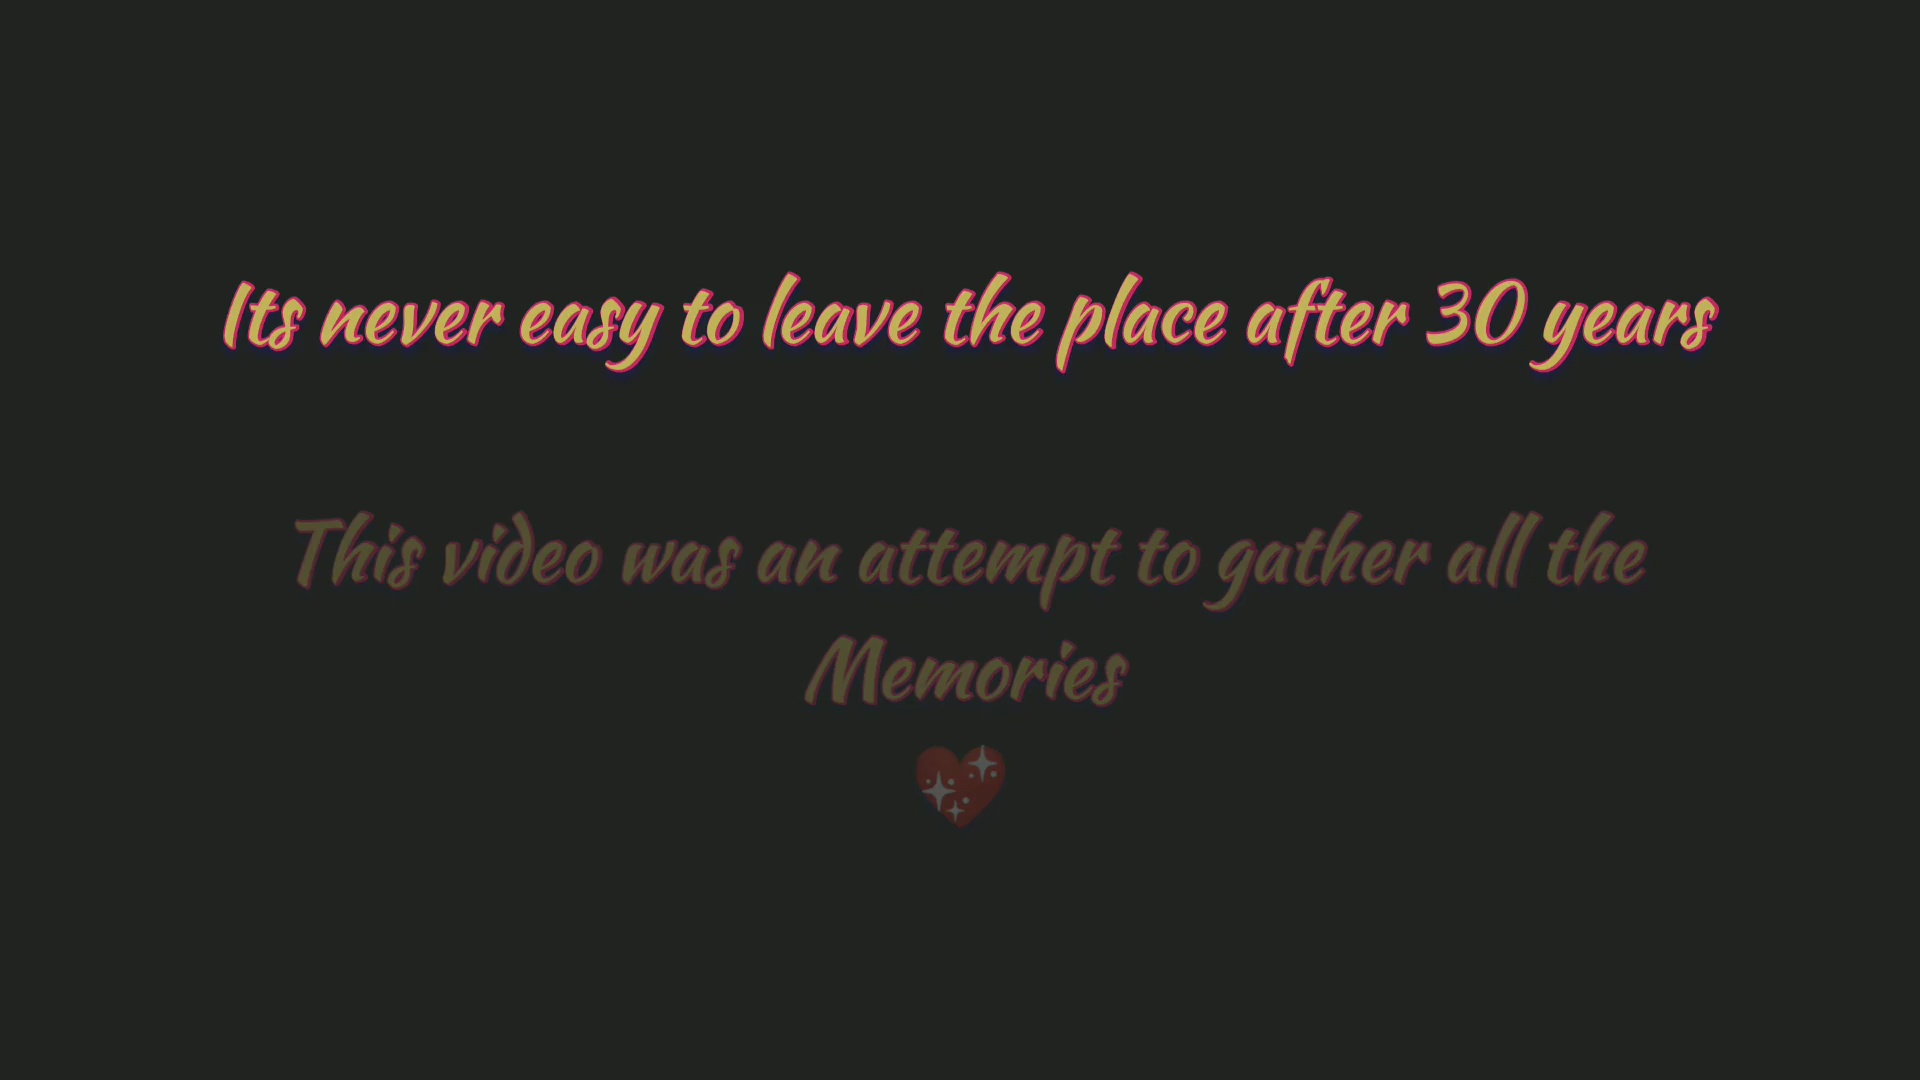 Its never easy to leave the place after 30 years
This video was an attempt to gather all the
Memories